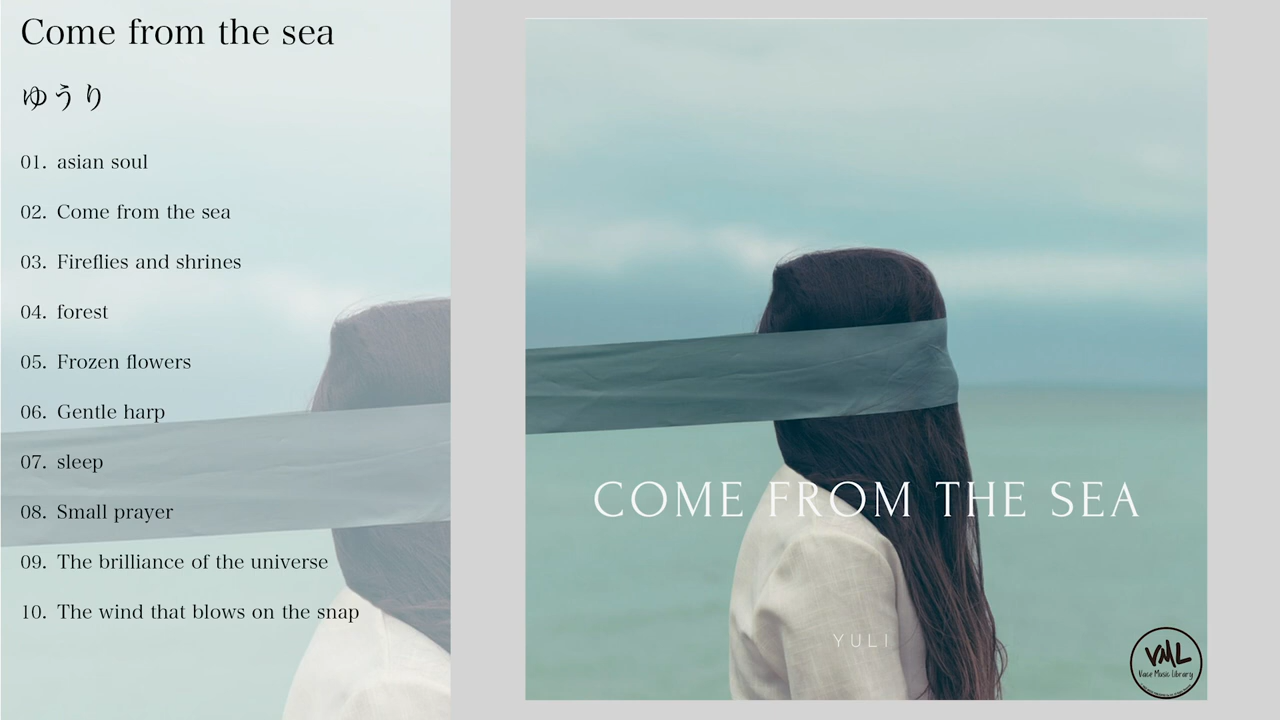 Come from the sea
ゆうり
01. asian soul
02. Come from the sea
03. Fireflies and shrines
04. forest
05. Frozen flowers
06. Gentle harp
07. sleep
08. Small prayer
09. The brilliance of the universe
10. The wind that blows on the snap
COME FROM THE SEA
YULI
VML
Vace Music Library